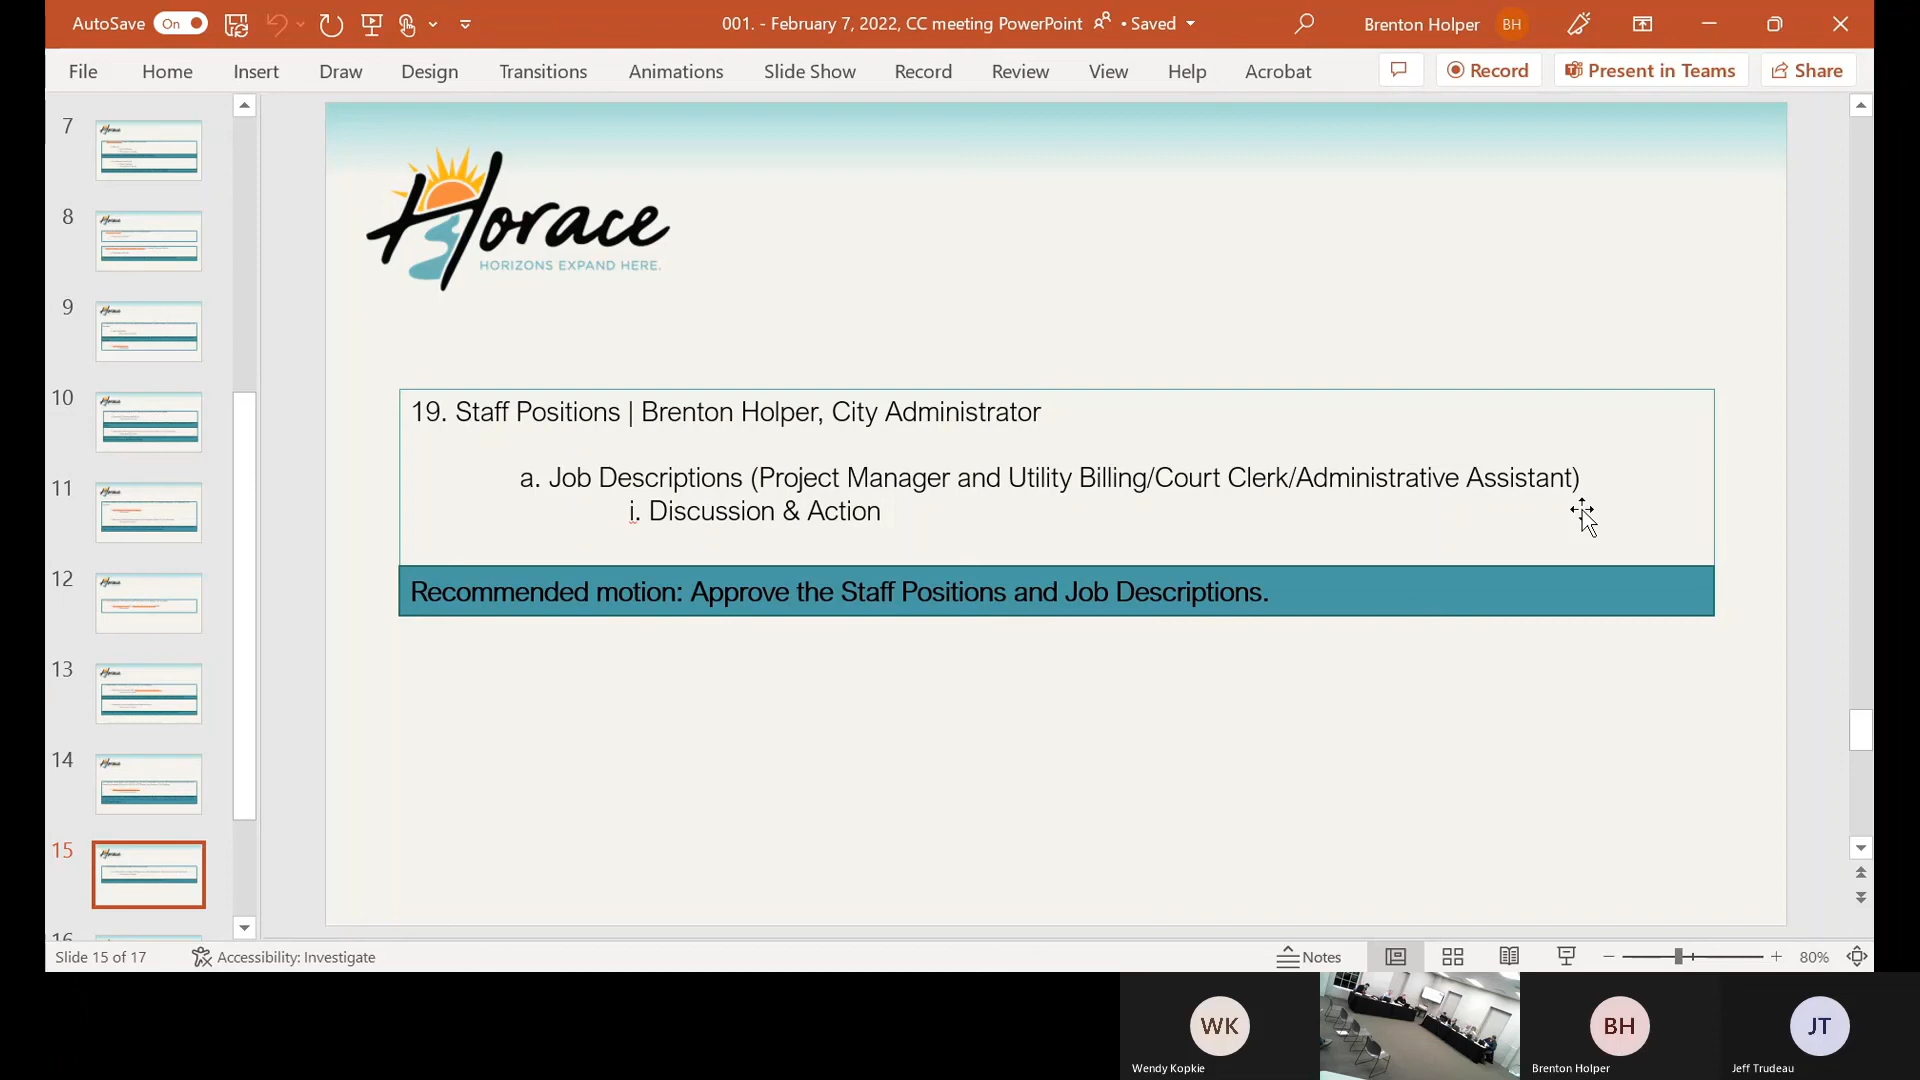 AutoSave On
001. - February 7, 2022, CC meeting PowerPoint • Saved
Brenton Holper BH
File Home Insert Draw Design Transitions Animations Slide Show Record Review View Help Acrobat
Record Present in Teams Share
7
8
9
10
11
12
13
14
15
16
Horace
HORIZONS EXPAND HERE.
19. Staff Positions | Brenton Holper, City Administrator
a. Job Descriptions (Project Manager and Utility Billing/Court Clerk/Administrative Assistant)
i. Discussion & Action
Recommended motion: Approve the Staff Positions and Job Descriptions.
Slide 15 of 17 Accessibility: Investigate Notes 80%
WK BH JT
Wendy Kopkie Brenton Holper Jeff Trudeau